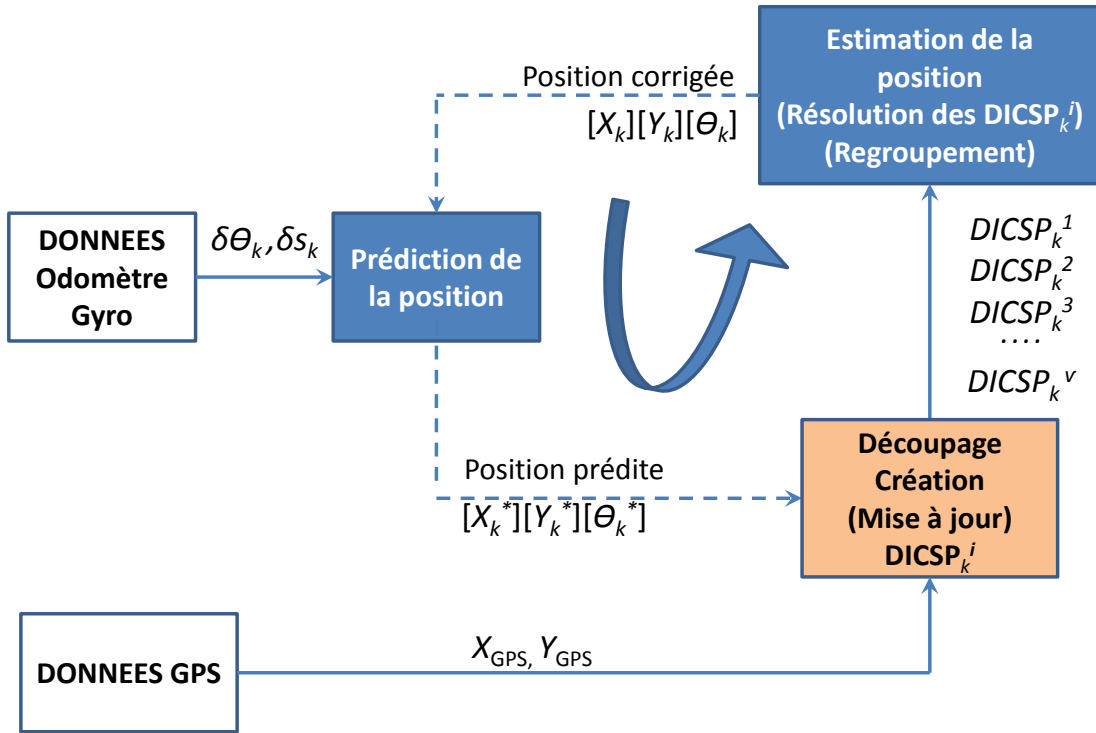 Estimation de la
position
(Résolution des DICSPₖⁱ)
(Regroupement)
Position corrigée
[Xₖ][Yₖ][Θₖ]
DONNEES
Odomètre
Gyro
δΘₖ,δsₖ
Prédiction de
la position
DICSPₖ¹
DICSPₖ²
DICSPₖ³
....
DICSPₖᵛ
Position prédite
[Xₖ*][Yₖ*][Θₖ*]
Découpage
Création
(Mise à jour)
DICSPₖⁱ
DONNEES GPS
X_GPS, Y_GPS